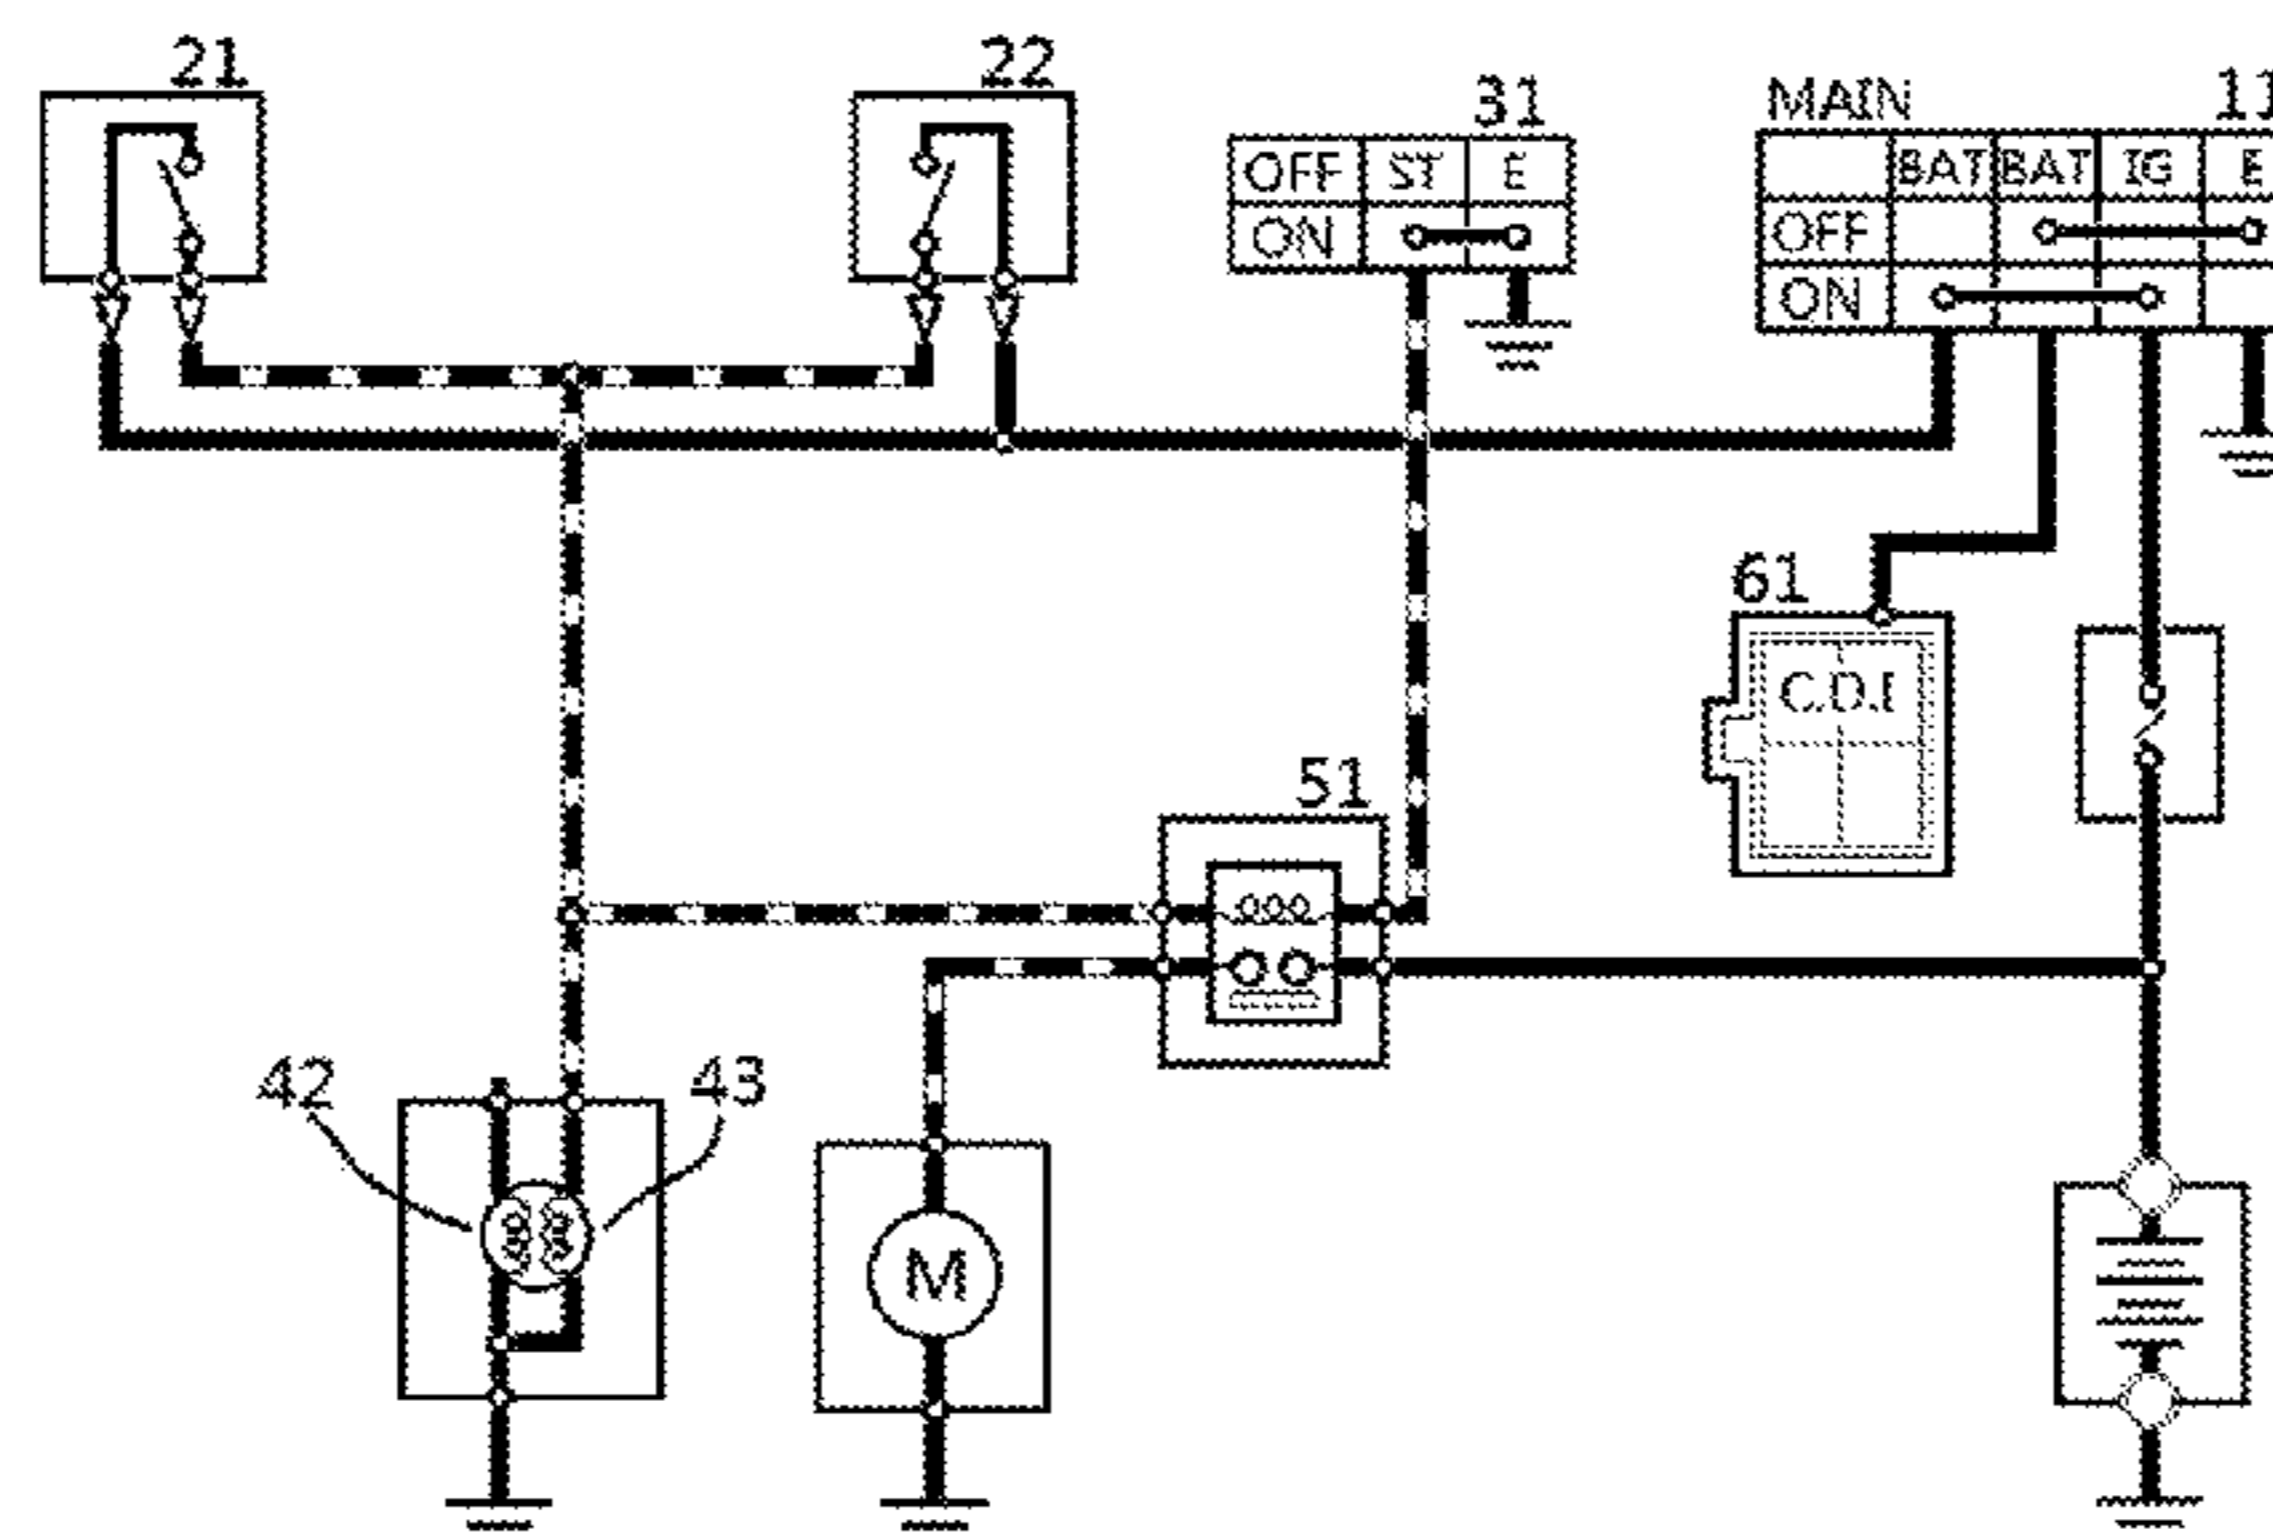 21
22
31
MAIN
11
OFF ST E
ON
BAT BAT IG E
OFF
ON
61
C.D.I
51
42
43
M